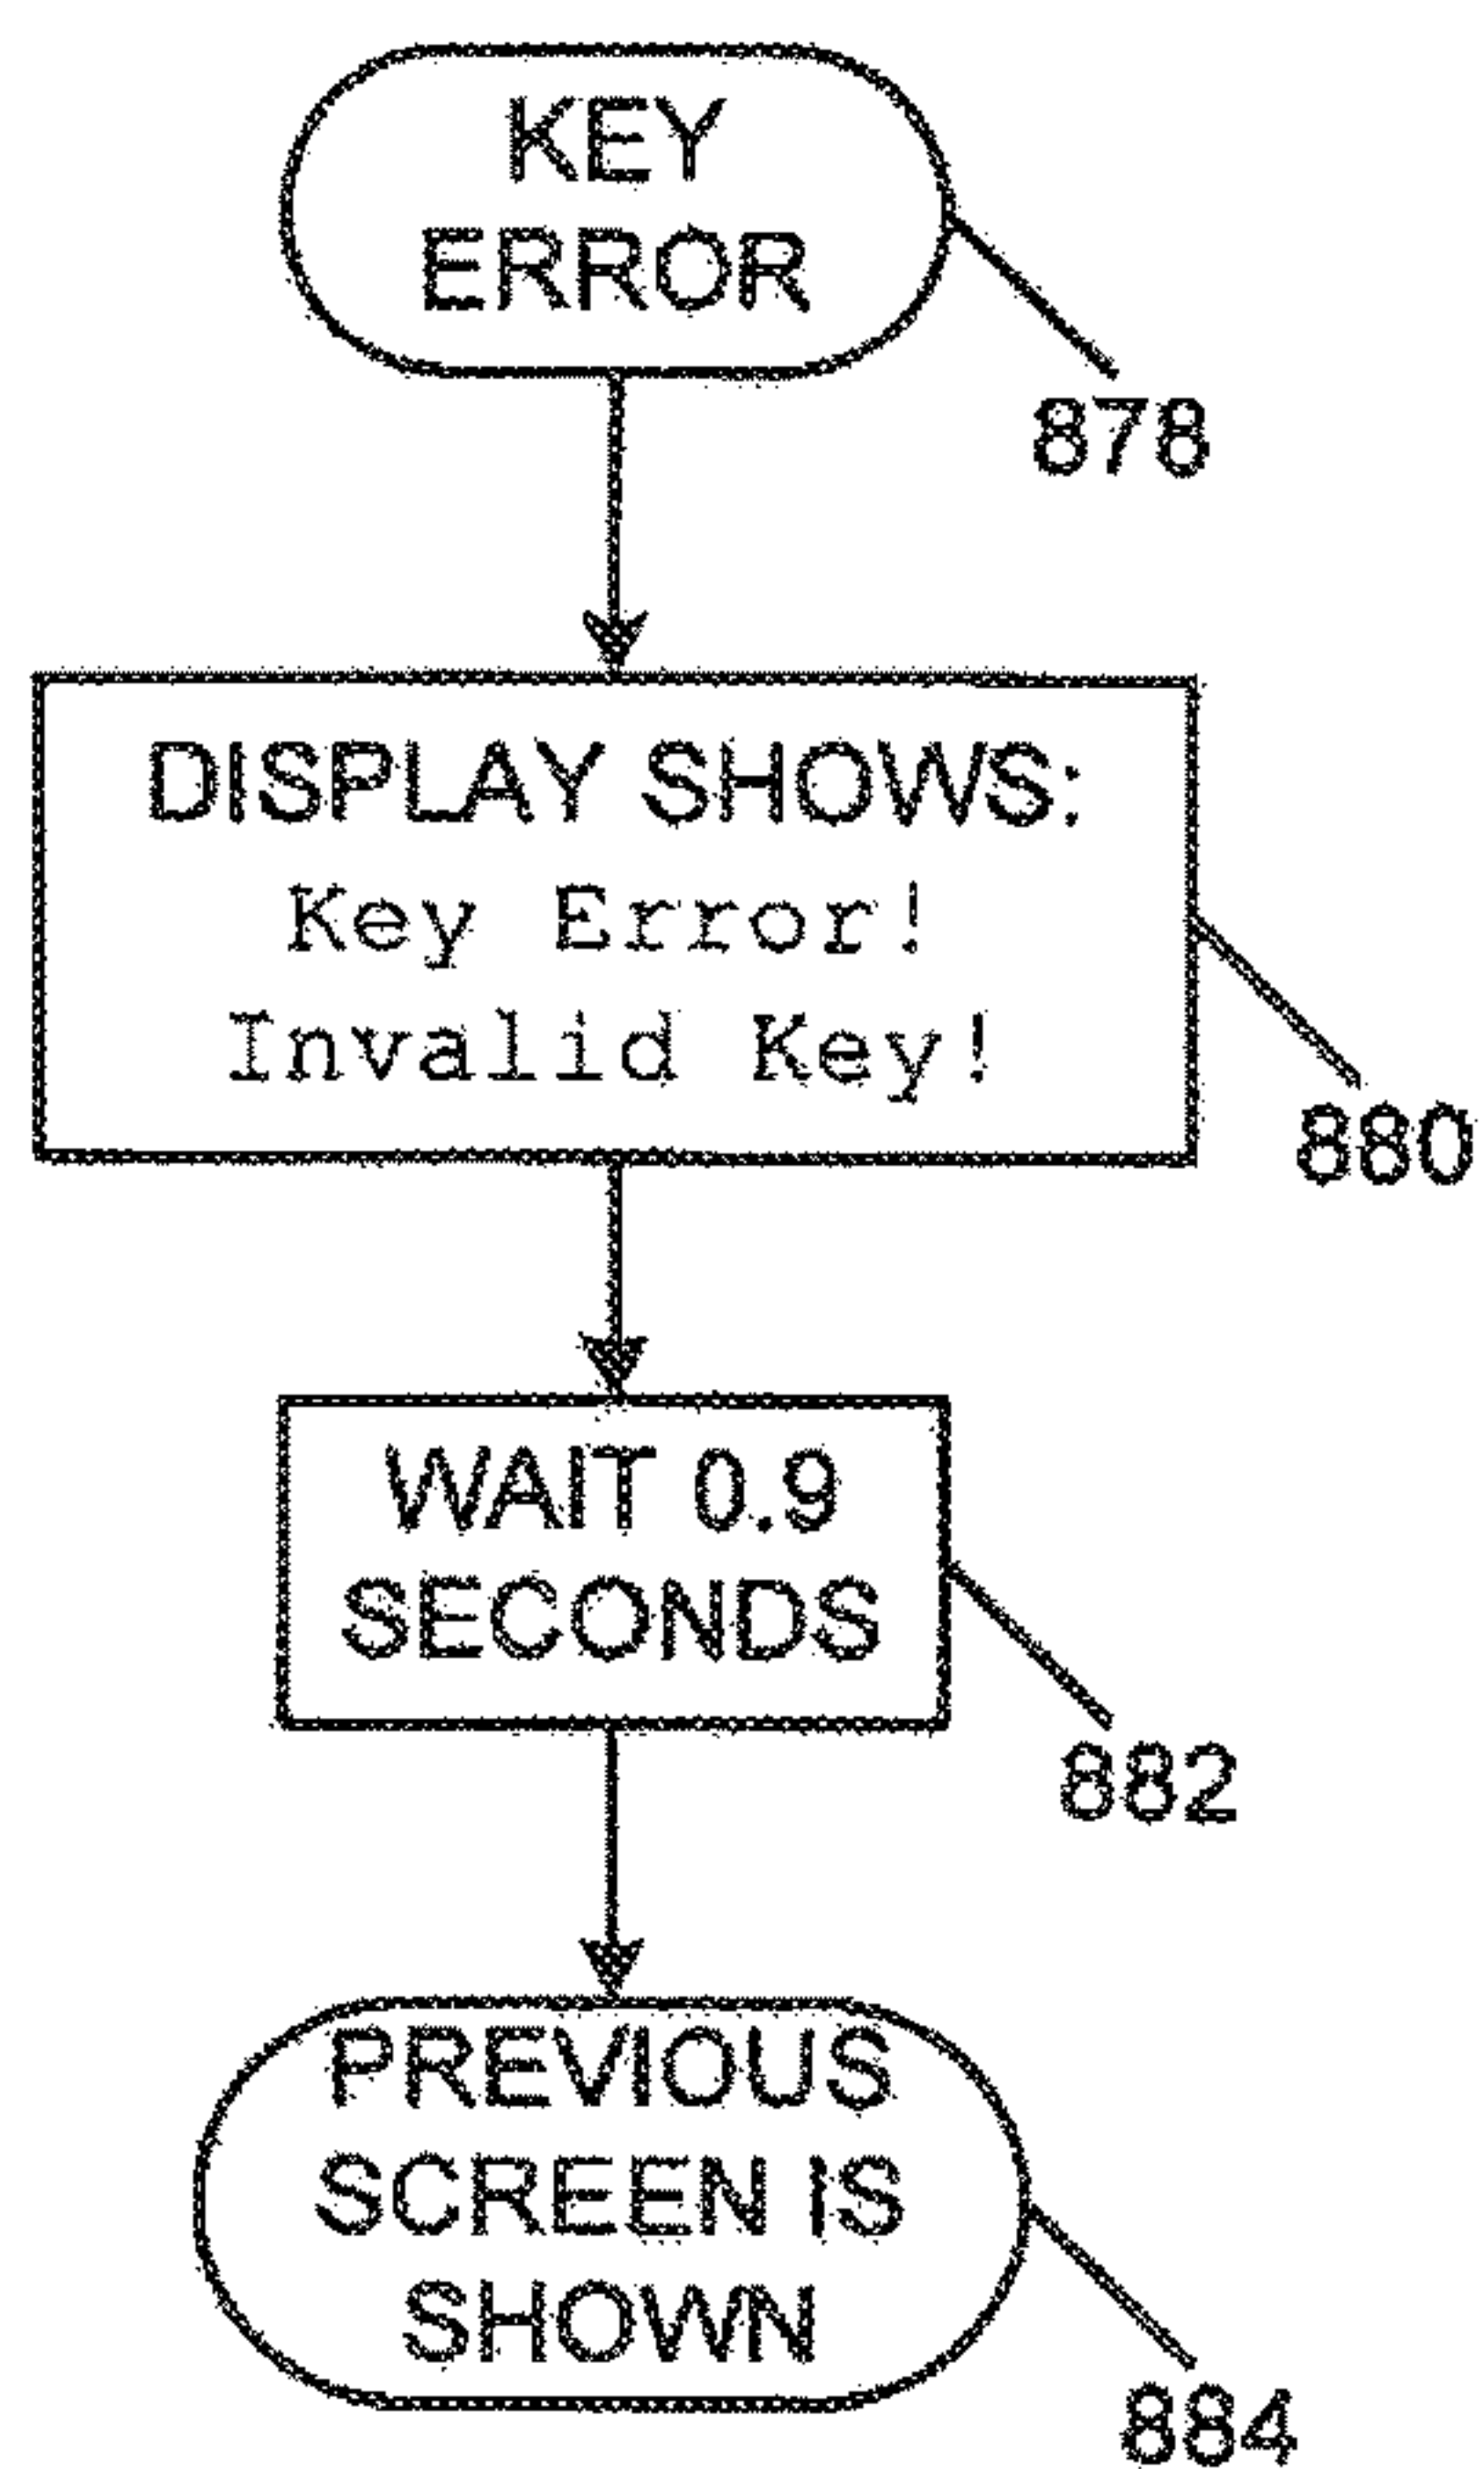 KEY
ERROR
878
DISPLAY SHOWS:
Key Error!
Invalid Key!
880
WAIT 0.9
SECONDS
882
PREVIOUS
SCREEN IS
SHOWN
884